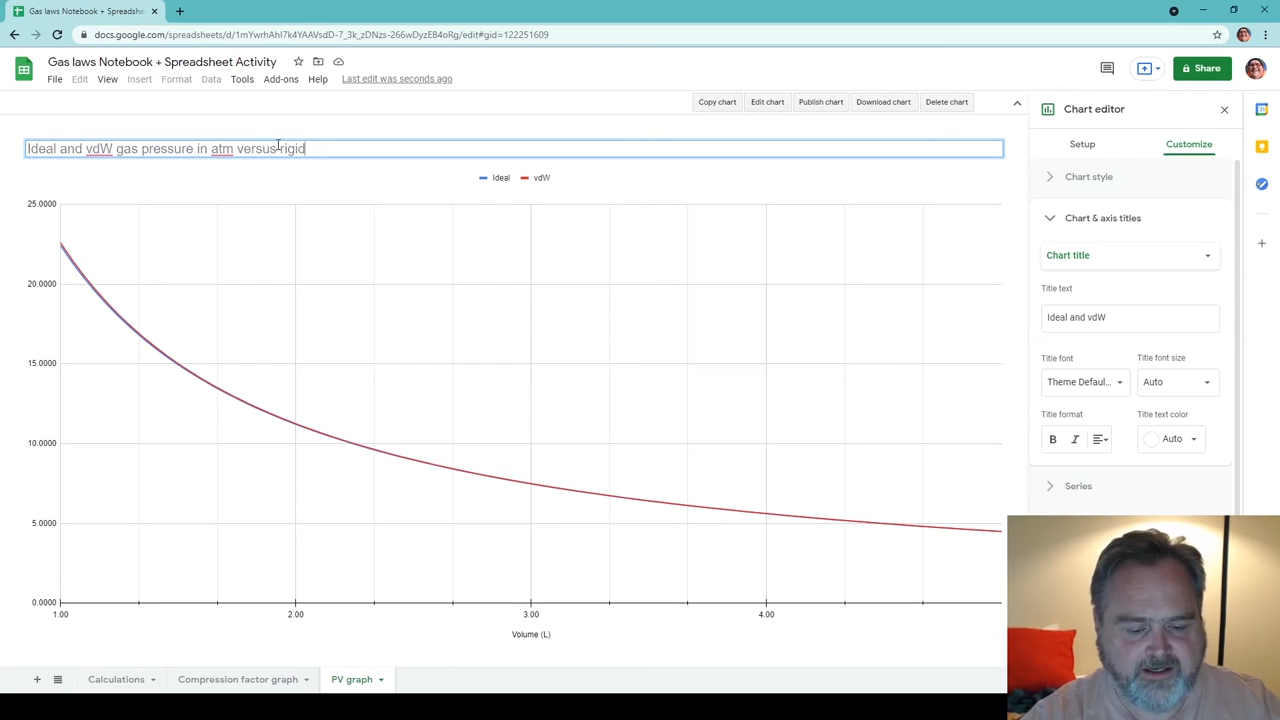 Gas laws Notebook + Spreadshe
docs.google.com/spreadsheets/d/1mYwrhAhI7k4YAAVsdD-7_3k_zDNzs-266wDyzEB4oRg/edit#gid=122251609
Gas laws Notebook + Spreadsheet Activity
File Edit View Insert Format Data Tools Add-ons Help Last edit was seconds ago
Share
Copy chart Edit chart Publish chart Download chart Delete chart
Chart editor
Setup Customize
Ideal and vdW gas pressure in atm versus rigid
Ideal vdW
25.0000
20.0000
15.0000
10.0000
5.0000
0.0000
1.00 2.00 3.00 4.00
Volume (L)
Chart style
Chart & axis titles
Chart title
Title text
Ideal and vdW
Title font Title font size
Theme Defaul... Auto
Title format Title text color
B I Auto
Series
Calculations Compression factor graph PV graph